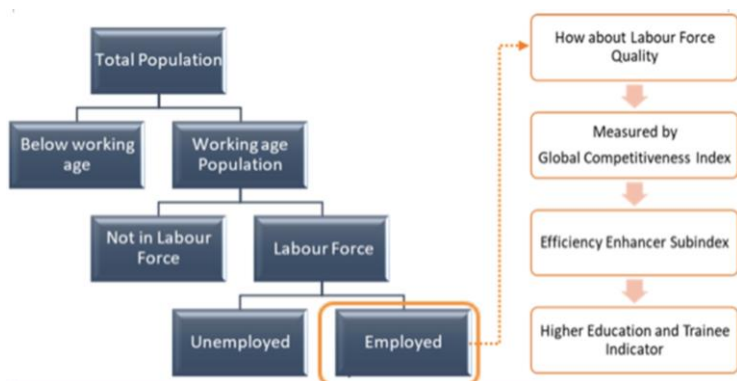 Total Population
Below working
age
Working age
Population
Not in Labour
Force
Labour Force
Unemployed
Employed
How about Labour Force
Quality
Measured by
Global Competitiveness Index
Efficiency Enhancer Subindex
Higher Education and Trainee
Indicator